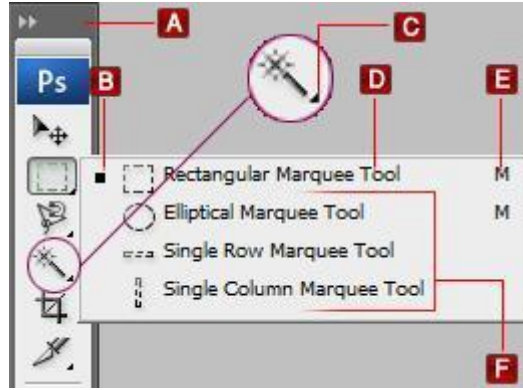 A
C
Ps B D E
Rectangular Marquee Tool M
Elliptical Marquee Tool M
Single Row Marquee Tool
Single Column Marquee Tool
F